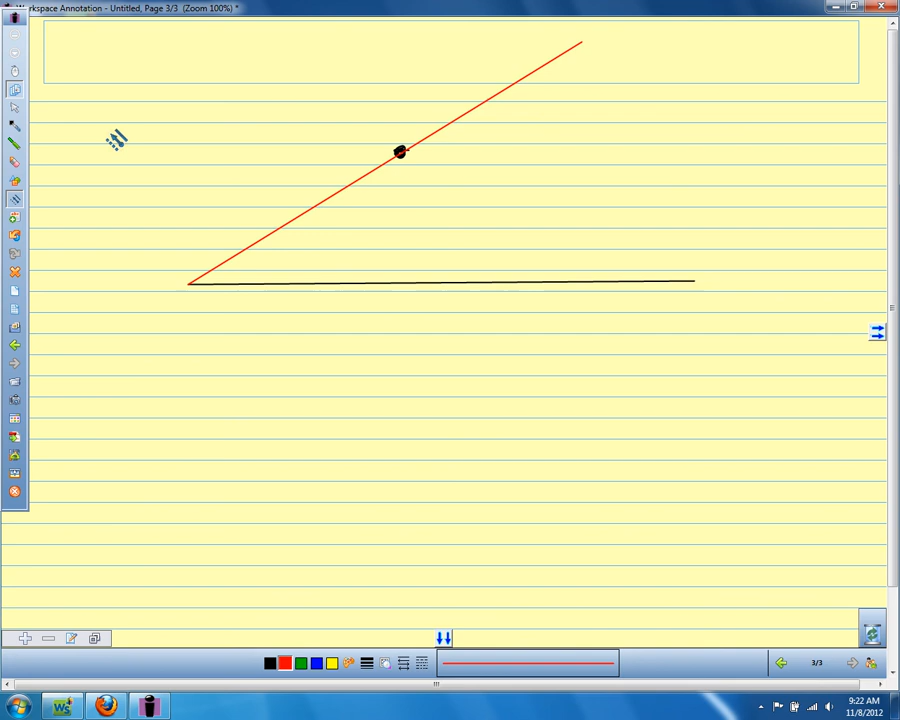 Workspace Annotation - Untitled, Page 3/3 (Zoom 100%) *
3/3
9:22 AM
11/8/2012